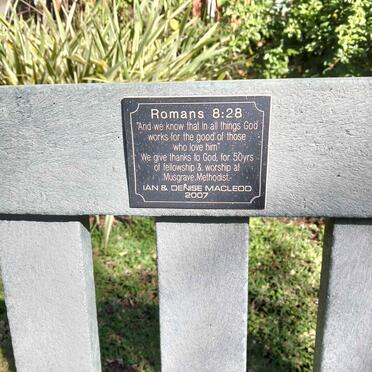 Romans 8:28
"And we know that in all things God
works for the good of those
who love him"
We give thanks to God, for 50yrs
of fellowship & worship at
Musgrave Methodist.
IAN & DENISE MACLEOD
2007